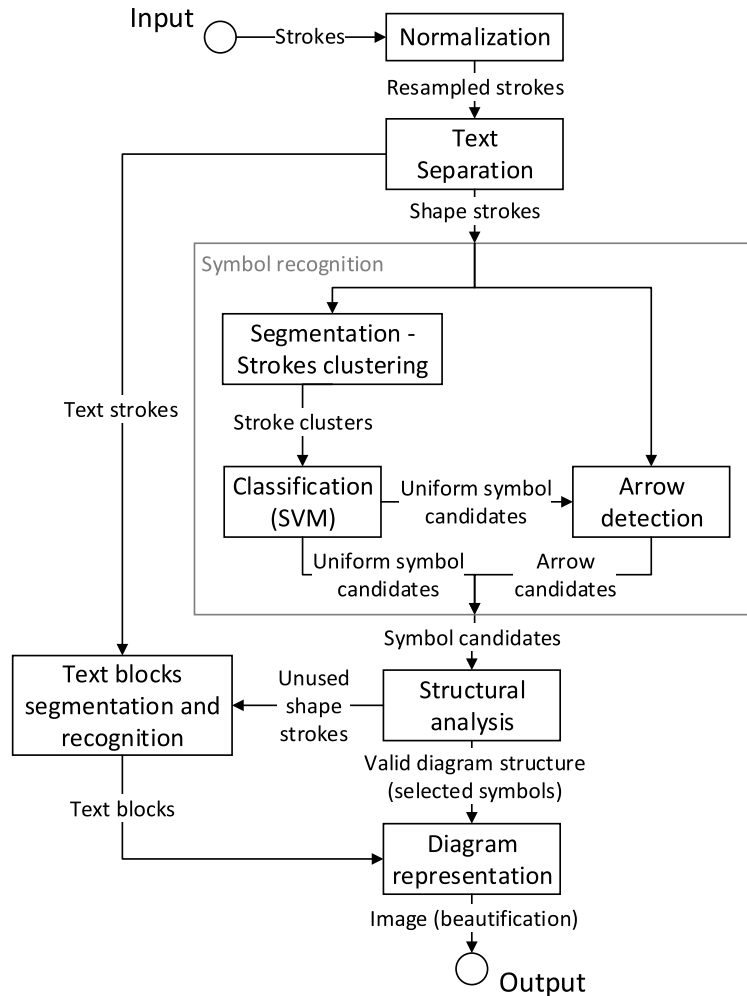 Input
Strokes
Normalization
Resampled strokes
Text
Separation
Shape strokes
Symbol recognition
Segmentation -
Strokes clustering
Text strokes
Stroke clusters
Classification
(SVM)
Uniform symbol
candidates
Arrow
detection
Uniform symbol
candidates
Arrow
candidates
Symbol candidates
Text blocks
segmentation and
recognition
Unused
shape
strokes
Structural
analysis
Valid diagram structure
(selected symbols)
Text blocks
Diagram
representation
Image (beautification)
Output